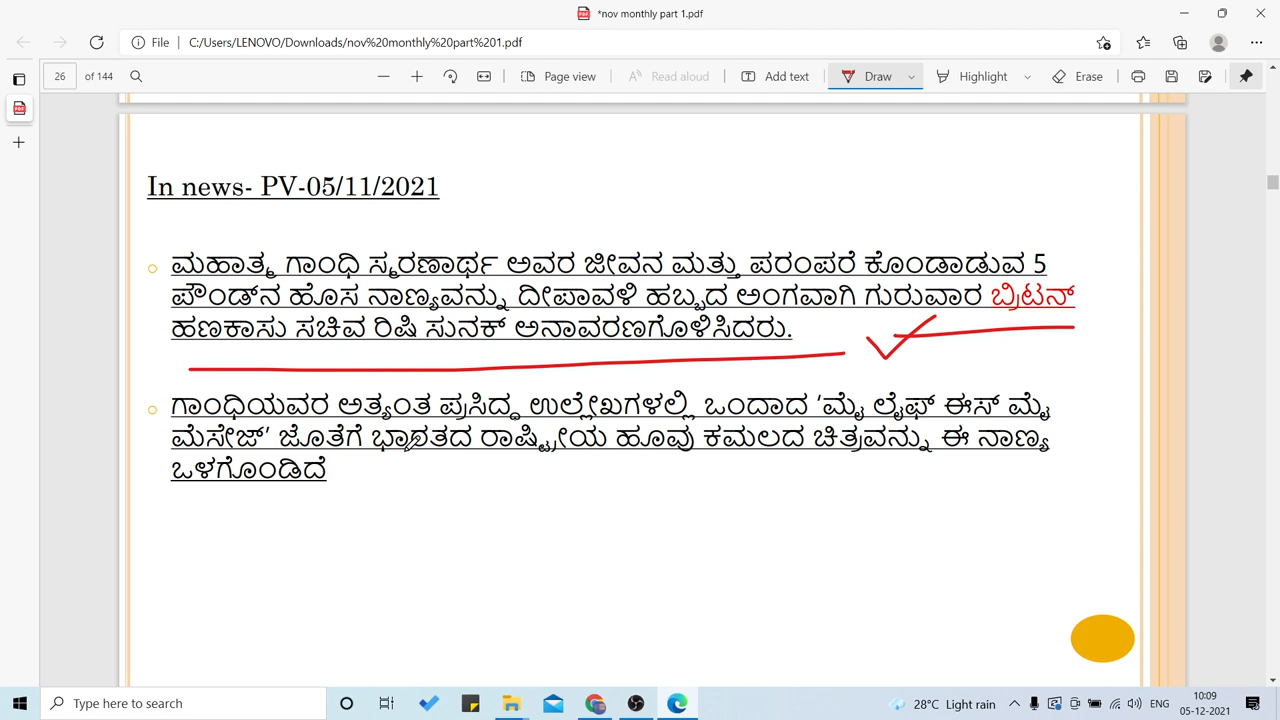 *nov monthly part 1.pdf
File C:/Users/LENOVO/Downloads/nov%20monthly%20part%201.pdf
26 of 144 Page view Read aloud Add text Draw Highlight Erase
In news- PV-05/11/2021
ಮಹಾತ್ಮ ಗಾಂಧಿ ಸ್ಮರಣಾರ್ಥ ಅವರ ಜೀವನ ಮತ್ತು ಪರಂಪರೆ ಕೊಂಡಾಡುವ 5
ಪೌಂಡ್‌ನ ಹೊಸ ನಾಣ್ಯವನ್ನು ದೀಪಾವಳಿ ಹಬ್ಬದ ಅಂಗವಾಗಿ ಗುರುವಾರ ಬ್ರಿಟನ್
ಹಣಕಾಸು ಸಚಿವ ರಿಷಿ ಸುನಕ್ ಅನಾವರಣಗೊಳಿಸಿದರು.
ಗಾಂಧಿಯವರ ಅತ್ಯಂತ ಪ್ರಸಿದ್ಧ ಉಲ್ಲೇಖಗಳಲ್ಲಿ ಒಂದಾದ ‘ಮೈ ಲೈಫ್ ಈಸ್ ಮೈ
ಮೆಸೇಜ್’ ಜೊತೆಗೆ ಭಾರತದ ರಾಷ್ಟ್ರೀಯ ಹೂವು ಕಮಲದ ಚಿತ್ರವನ್ನು ಈ ನಾಣ್ಯ
ಒಳಗೊಂಡಿದೆ
Type here to search 28°C Light rain ENG 10:09
05-12-2021